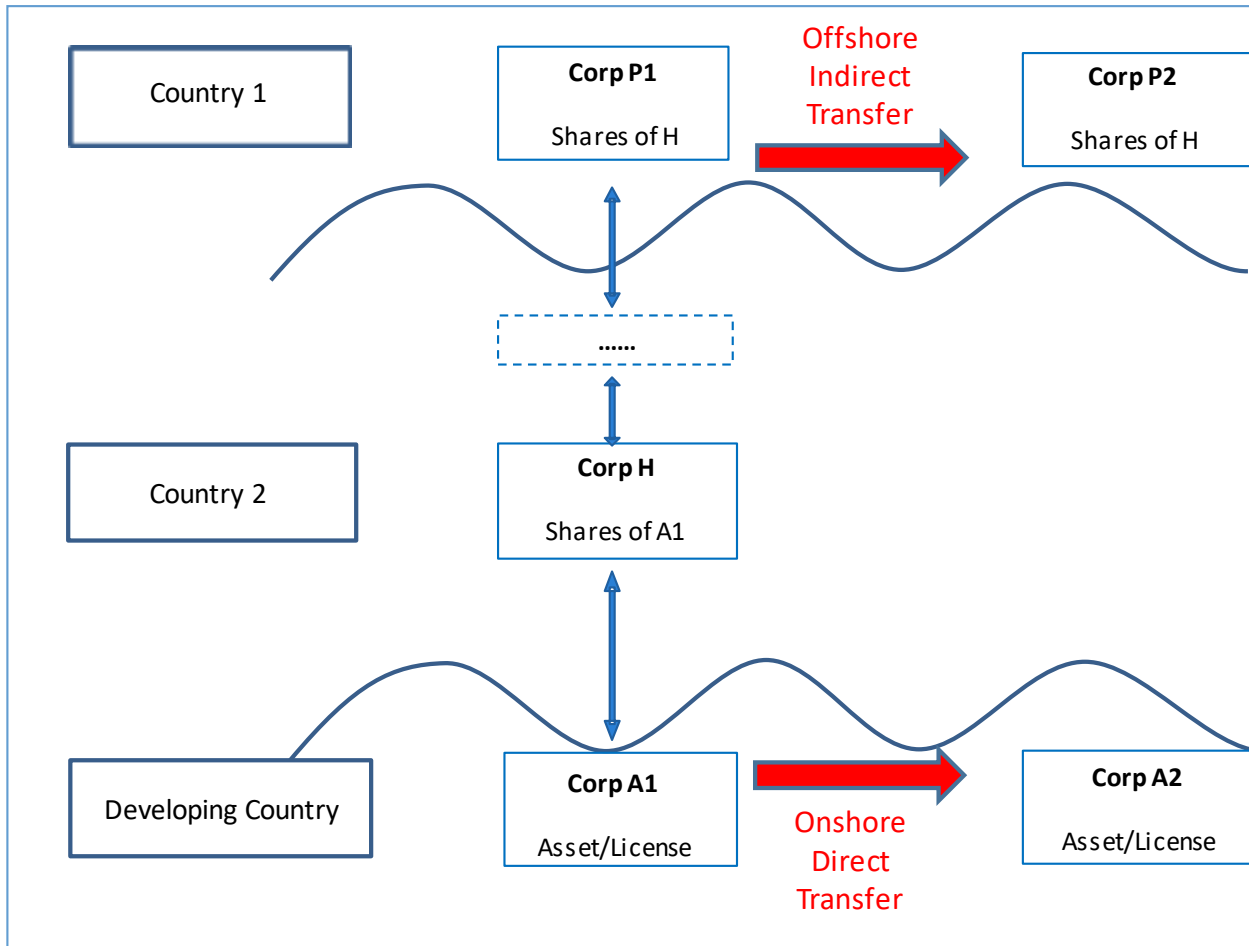 Country 1
Corp P1
Shares of H
Offshore
Indirect
Transfer
Corp P2
Shares of H
......
Country 2
Corp H
Shares of A1
Developing Country
Corp A1
Asset/License
Onshore
Direct
Transfer
Corp A2
Asset/License